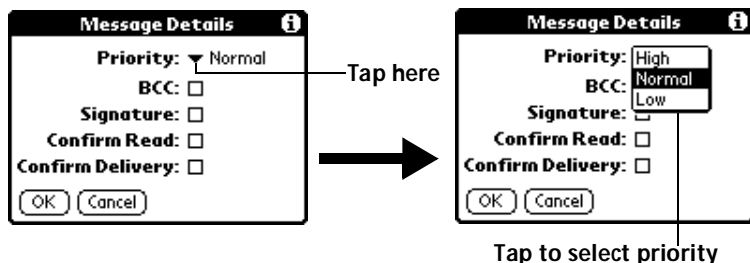 Message Details i
Priority: Normal
BCC:
Signature:
Confirm Read:
Confirm Delivery:
OK Cancel
Tap here
Message Details i
Priority: High
Normal
Low
BCC:
Signature:
Confirm Read:
Confirm Delivery:
OK Cancel
Tap to select priority